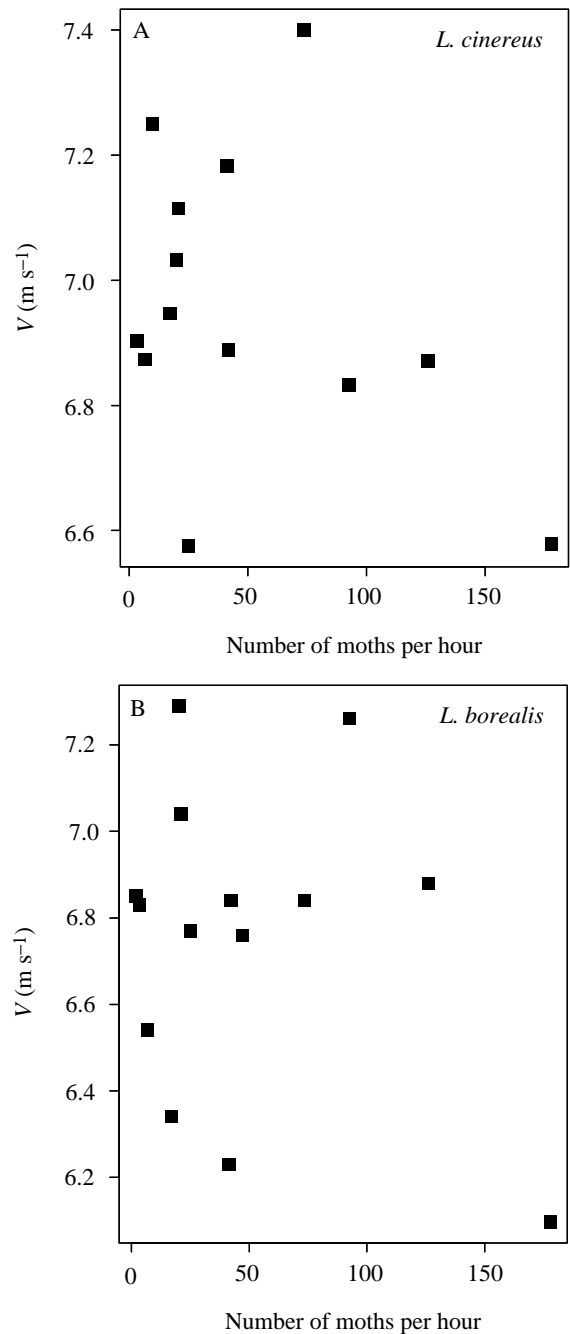 A
L. cinereus
7.4
7.2
7.0
6.8
6.6
V (m s⁻¹)
0 50 100 150
Number of moths per hour
B
L. borealis
7.2
7.0
6.8
6.6
6.4
6.2
V (m s⁻¹)
0 50 100 150
Number of moths per hour